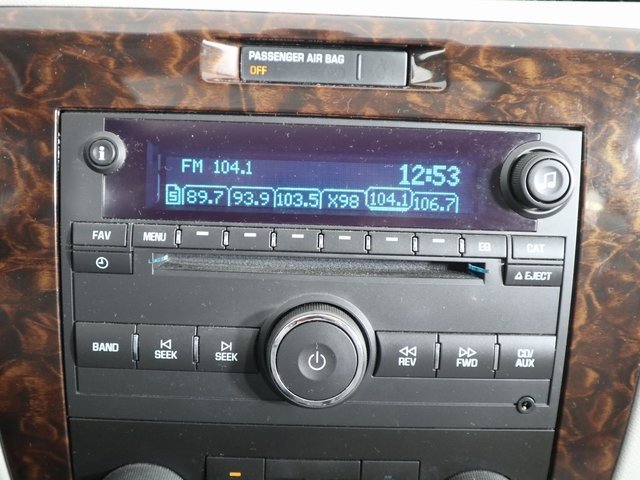 PASSENGER AIR BAG
OFF
FM 104.1 12:53
5 89.7 93.9 103.5 X98 104.1 106.7
FAV MENU EQ CAT
EJECT
BAND SEEK SEEK REV FWD CD/AUX